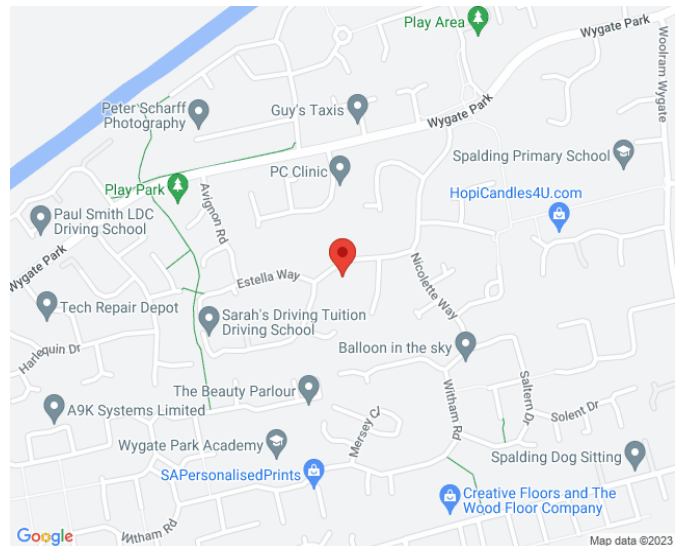 Play Area
Wygate Park
Woolram Wygate
Peter Scharff
Photography
Guy's Taxis
Wygate Park
PC Clinic
Spalding Primary School
Play Park
Avignon Rd
HopiCandles4U.com
Paul Smith LDC
Driving School
Wygate Park
Estella Way
Nicolette Way
Tech Repair Depot
Sarah's Driving Tuition
Driving School
Harlequin Dr
Balloon in the sky
The Beauty Parlour
Witham Rd
Saltern Dr
A9K Systems Limited
Mersey Ct
Solent Dr
Wygate Park Academy
SAPersonalisedPrints
Spalding Dog Sitting
Creative Floors and The
Wood Floor Company
Witham Rd
Google
Map data ©2023